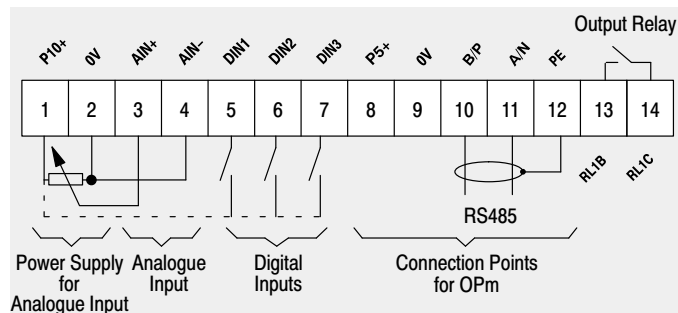 Output Relay
P10+ 0V AIN+ AIN– DIN1 DIN2 DIN3 P5+ 0V B/P A/N PE
1 2 3 4 5 6 7 8 9 10 11 12 13 14
RL1B RL1C
RS485
Power Supply
for
Analogue Input
Analogue
Input
Digital
Inputs
Connection Points
for OPm